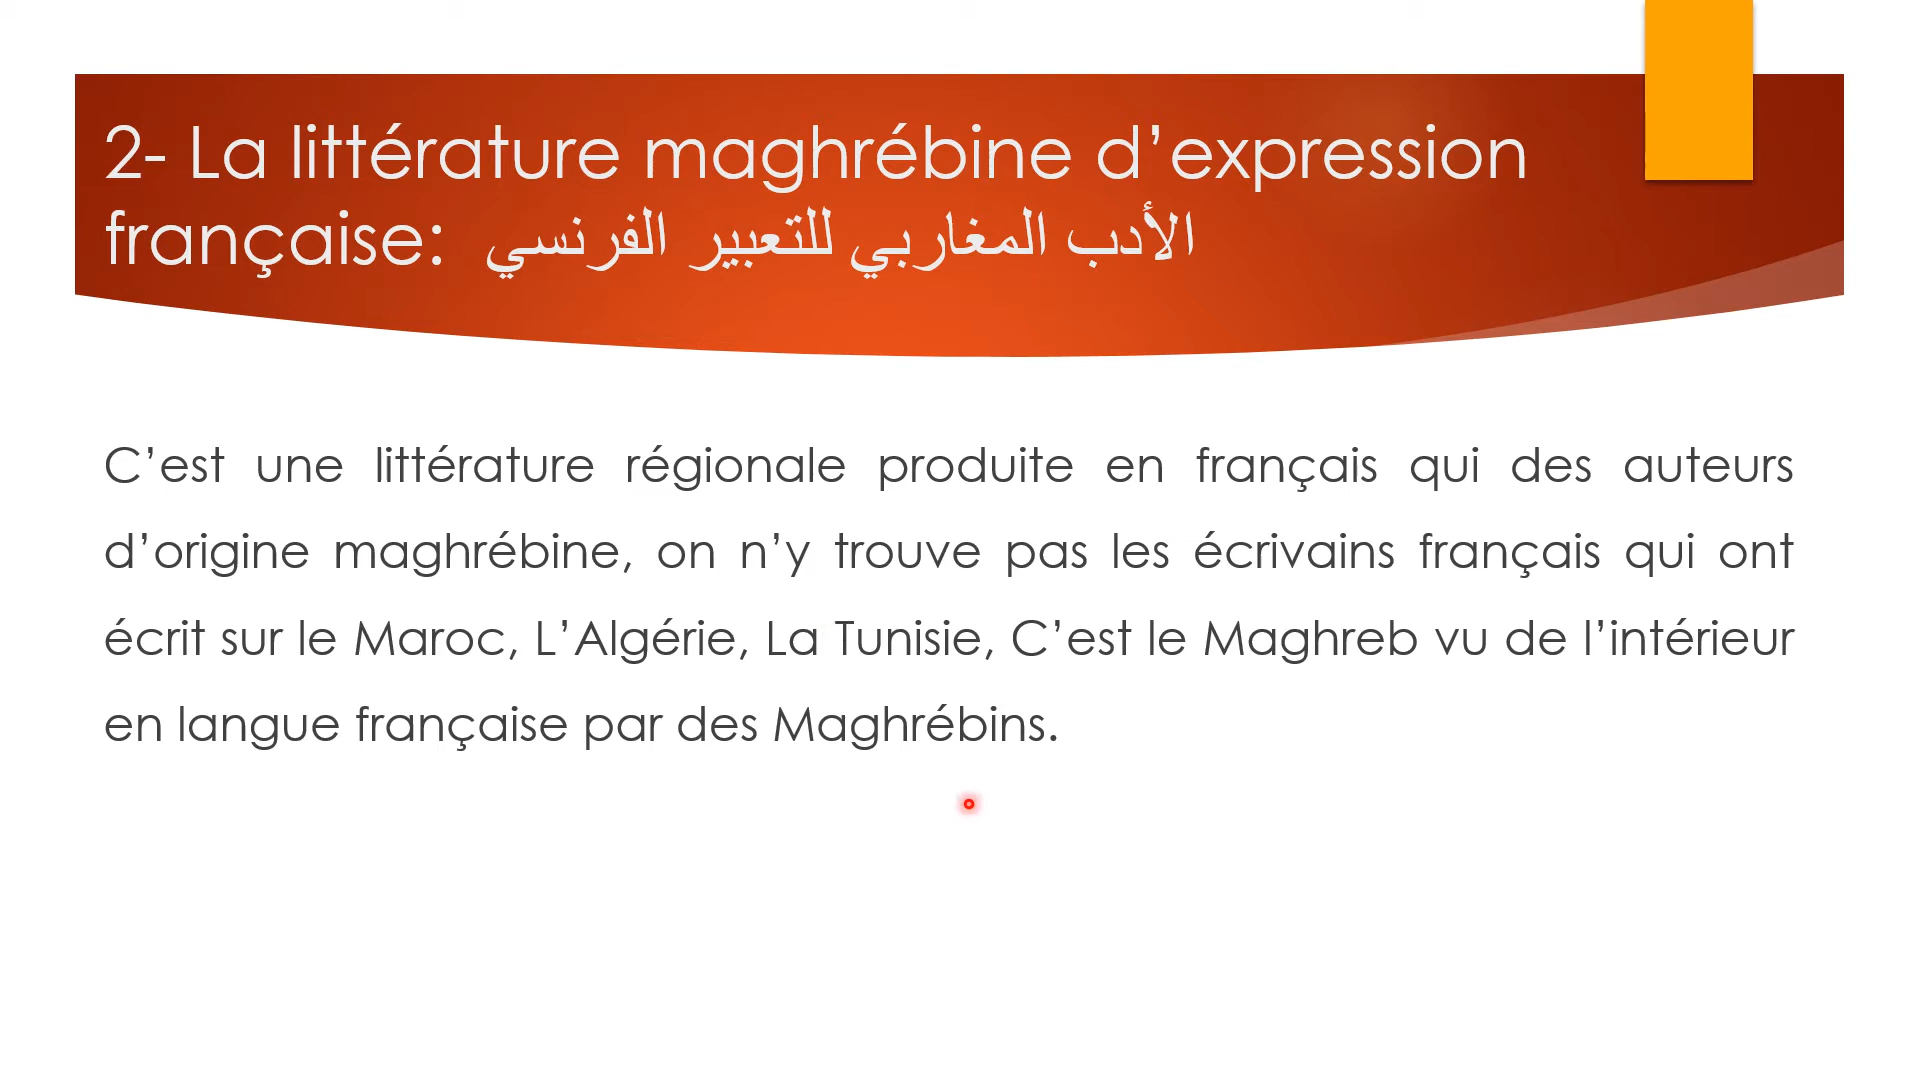 2- La littérature maghrébine d’expression
française: الأدب المغاربي للتعبير الفرنسي
C’est une littérature régionale produite en français qui des auteurs
d’origine maghrébine, on n’y trouve pas les écrivains français qui ont
écrit sur le Maroc, L’Algérie, La Tunisie, C’est le Maghreb vu de l’intérieur
en langue française par des Maghrébins.